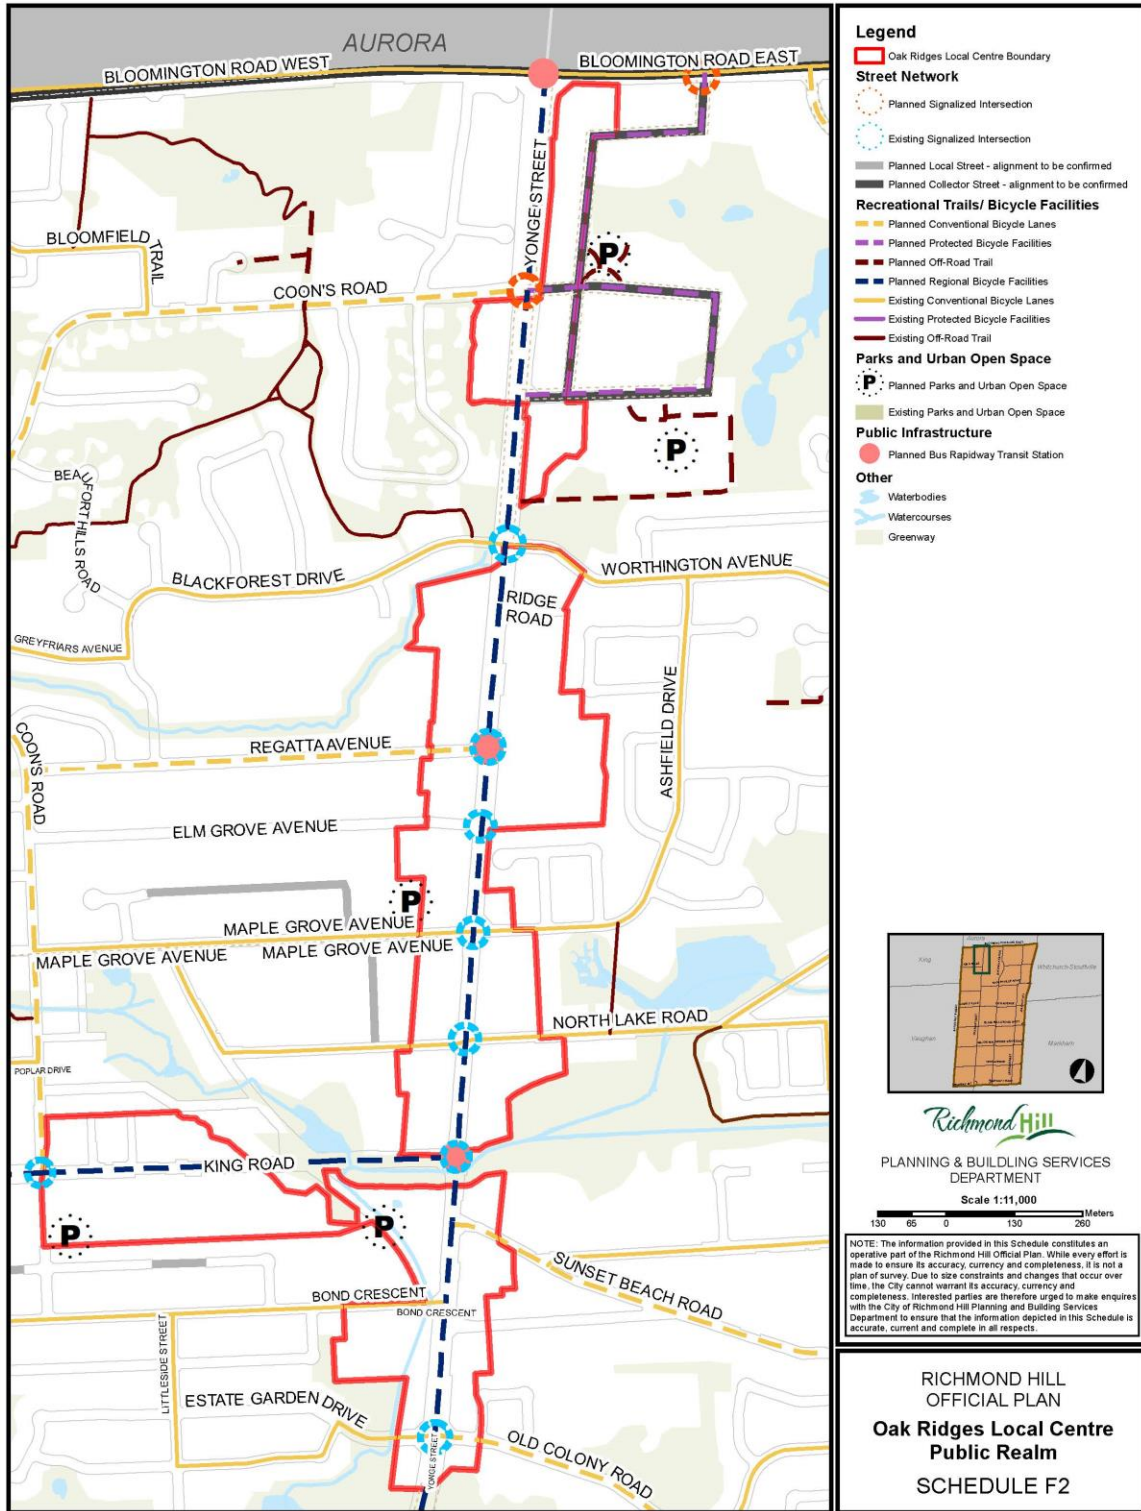 AURORA
BLOOMINGTON ROAD WEST
BLOOMINGTON ROAD EAST
YONGE STREET
BLOOMFIELD
TRAIL
COON'S ROAD
P
P
BEAUFORT HILLS ROAD
BLACKFOREST DRIVE
WORTHINGTON AVENUE
RIDGE
ROAD
GREYFRIARS AVENUE
ASHFIELD DRIVE
COON'S ROAD
REGATTA AVENUE
ELM GROVE AVENUE
P
MAPLE GROVE AVENUE
MAPLE GROVE AVENUE
MAPLE GROVE AVENUE
NORTH LAKE ROAD
POPLAR DRIVE
KING ROAD
P
P
SUNSET BEACH ROAD
BOND CRESCENT
BOND CRESCENT
LITTLESIDE STREET
ESTATE GARDEN DRIVE
YONGE STREET
OLD COLONY ROAD
Legend
Oak Ridges Local Centre Boundary
Street Network
Planned Signalized Intersection
Existing Signalized Intersection
Planned Local Street - alignment to be confirmed
Planned Collector Street - alignment to be confirmed
Recreational Trails/ Bicycle Facilities
Planned Conventional Bicycle Lanes
Planned Protected Bicycle Facilities
Planned Off-Road Trail
Planned Regional Bicycle Facilities
Existing Conventional Bicycle Lanes
Existing Protected Bicycle Facilities
Existing Off-Road Trail
Parks and Urban Open Space
P Planned Parks and Urban Open Space
Existing Parks and Urban Open Space
Public Infrastructure
Planned Bus Rapidway Transit Station
Other
Waterbodies
Watercourses
Greenway
Aurora
King
Whitchurch-Stouffville
Vaughan
Markham
Richmond Hill
PLANNING & BUILDLING SERVICES
DEPARTMENT
Scale 1:11,000
Meters
130 65 0 130 260
NOTE: The information provided in this Schedule constitutes an
operative part of the Richmond Hill Official Plan. While every effort is
made to ensure its accuracy, currency and completeness, it is not a
plan of survey. Due to size constraints and changes that occur over
time, the City cannot warrant its accuracy, currency and
completeness. Interested parties are therefore urged to make enquires
with the City of Richmond Hill Planning and Building Services
Department to ensure that the information depicted in this Schedule is
accurate, current and complete in all respects.
RICHMOND HILL
OFFICIAL PLAN
Oak Ridges Local Centre
Public Realm
SCHEDULE F2